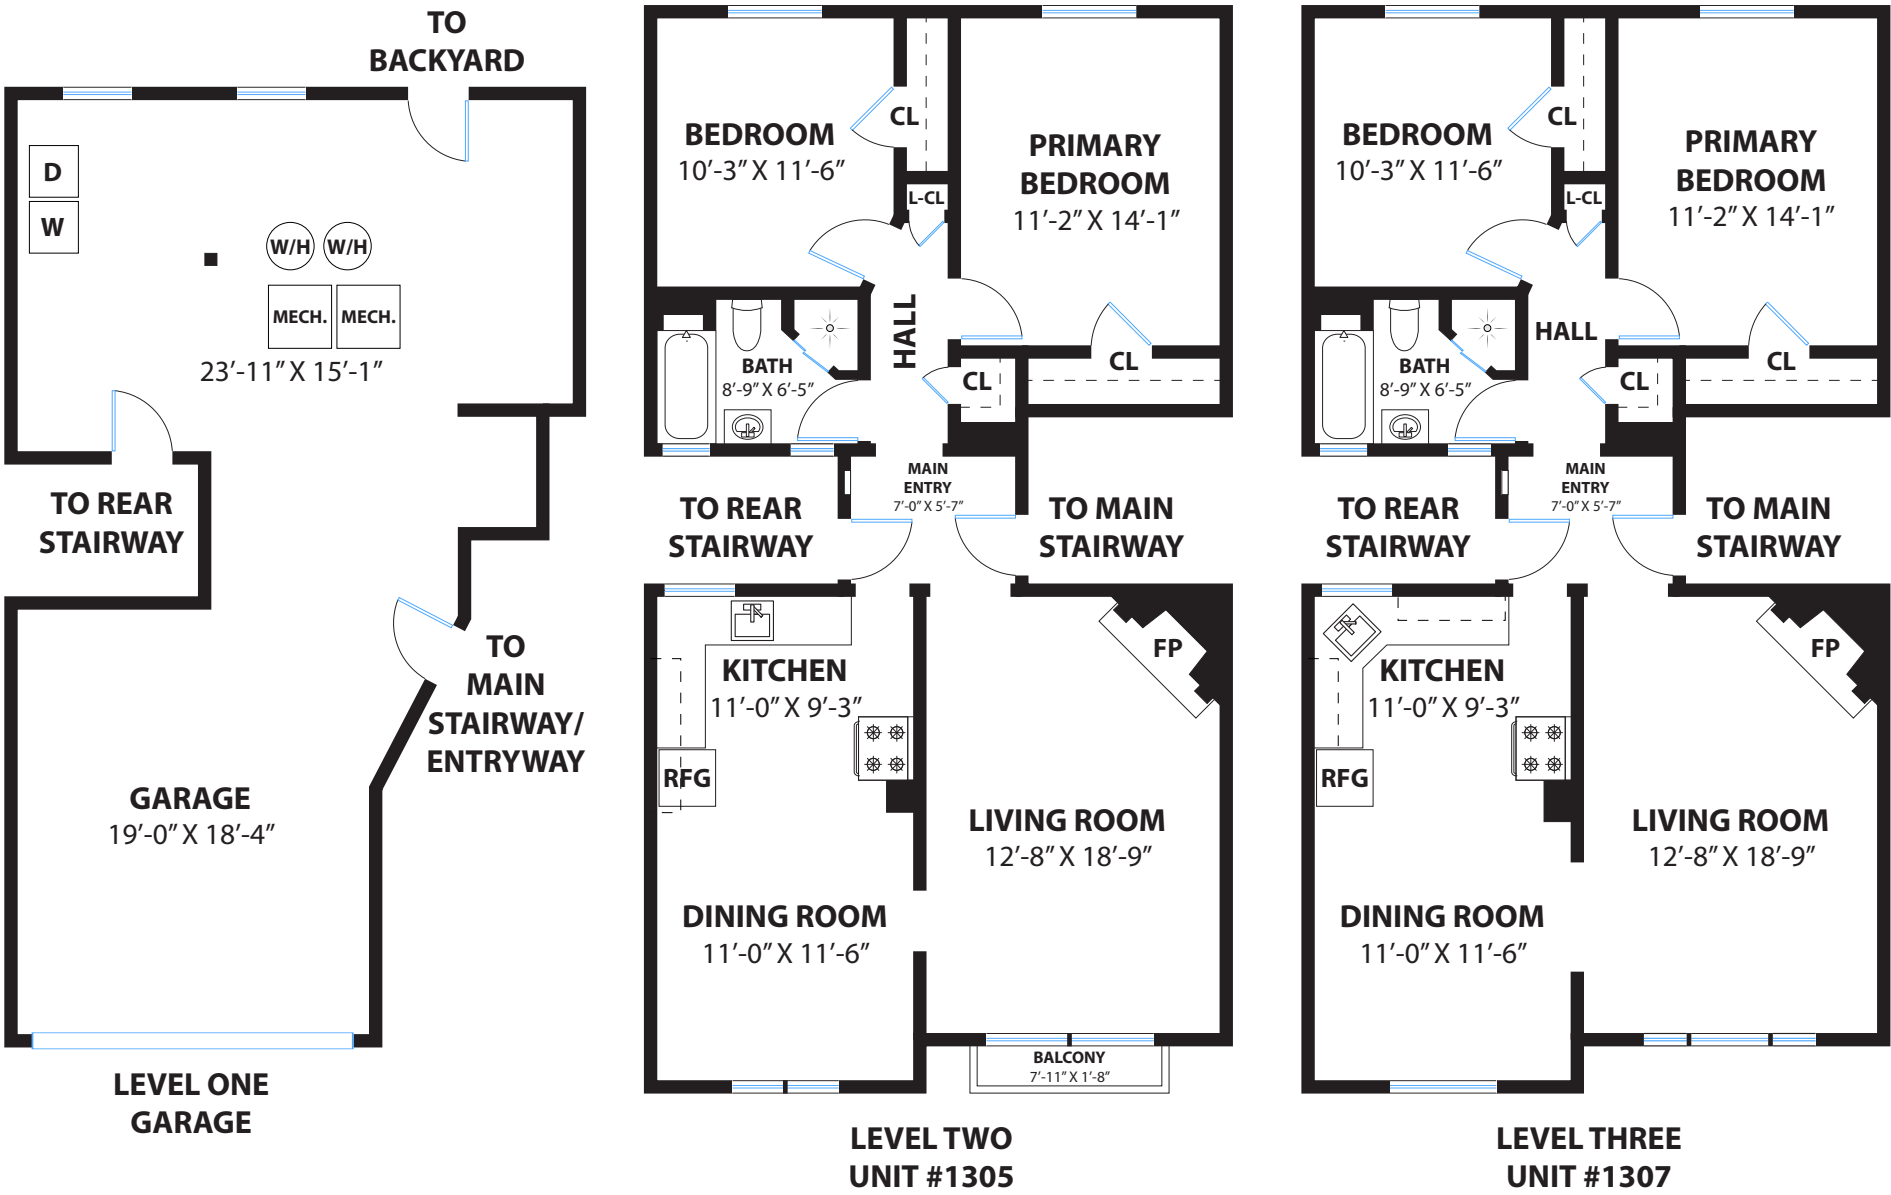 TO
BACKYARD
D
W
W/H W/H
MECH. MECH.
23′-11″ X 15′-1″
TO REAR
STAIRWAY
TO
MAIN
STAIRWAY/
ENTRYWAY
GARAGE
19′-0″ X 18′-4″
LEVEL ONE
GARAGE
BEDROOM
10′-3″ X 11′-6″
CL
L-CL
PRIMARY
BEDROOM
11′-2″ X 14′-1″
HALL
BATH
8′-9″ X 6′-5″
CL
CL
MAIN
ENTRY
7′-0″ X 5′-7″
TO REAR
STAIRWAY
TO MAIN
STAIRWAY
KITCHEN
11′-0″ X 9′-3″
RFG
FP
LIVING ROOM
12′-8″ X 18′-9″
DINING ROOM
11′-0″ X 11′-6″
BALCONY
7′-11″ X 1′-8″
LEVEL TWO
UNIT #1305
BEDROOM
10′-3″ X 11′-6″
CL
L-CL
PRIMARY
BEDROOM
11′-2″ X 14′-1″
HALL
BATH
8′-9″ X 6′-5″
CL
CL
MAIN
ENTRY
7′-0″ X 5′-7″
TO REAR
STAIRWAY
TO MAIN
STAIRWAY
KITCHEN
11′-0″ X 9′-3″
RFG
FP
LIVING ROOM
12′-8″ X 18′-9″
DINING ROOM
11′-0″ X 11′-6″
LEVEL THREE
UNIT #1307